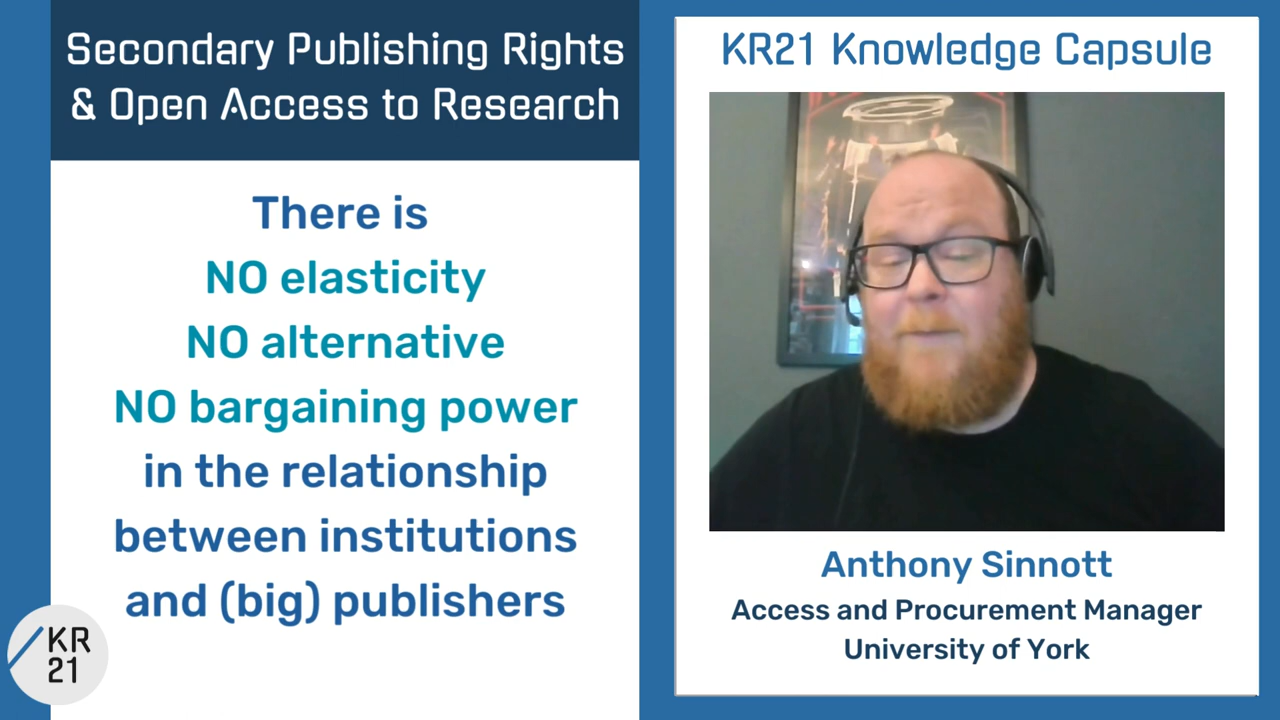 Secondary Publishing Rights
& Open Access to Research
There is
NO elasticity
NO alternative
NO bargaining power
in the relationship
between institutions
and (big) publishers
KR
21
KR21 Knowledge Capsule
Anthony Sinnott
Access and Procurement Manager
University of York